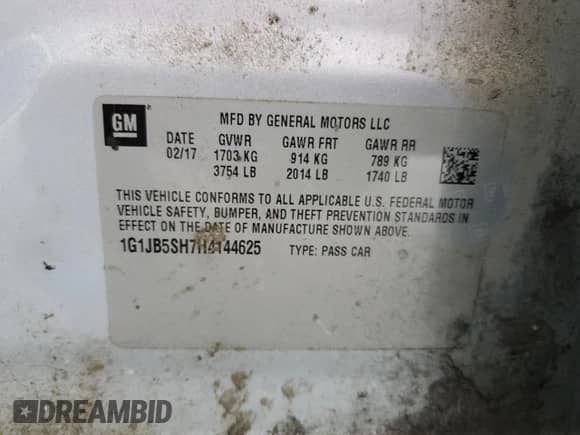 GM
MFD BY GENERAL MOTORS LLC
DATE GVWR GAWR FRT GAWR RR
02/17 1703 KG 914 KG 789 KG
3754 LB 2014 LB 1740 LB
THIS VEHICLE CONFORMS TO ALL APPLICABLE U.S. FEDERAL MOTOR
VEHICLE SAFETY, BUMPER, AND THEFT PREVENTION STANDARDS IN
EFFECT ON THE DATE OF MANUFACTURE SHOWN ABOVE.
1G1JB5SH7H4144625 TYPE: PASS CAR
DREAMBID